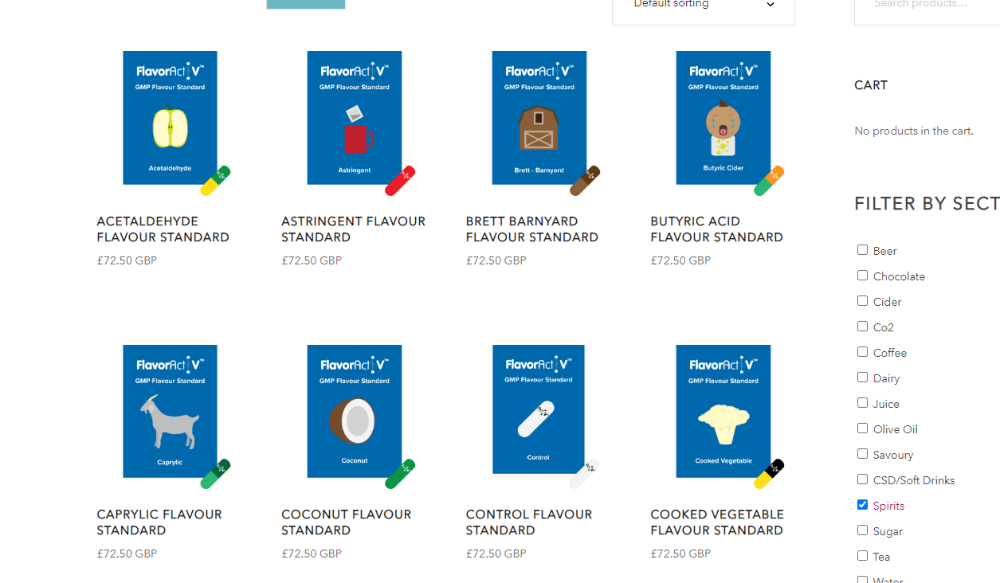 Default sorting
Search products...
FlavorActiV™
GMP Flavour Standard
Acetaldehyde
FlavorActiV™
GMP Flavour Standard
Astringent
FlavorActiV™
GMP Flavour Standard
Brett - Barnyard
FlavorActiV™
GMP Flavour Standard
Butyric Cider
ACETALDEHYDE
FLAVOUR STANDARD
£72.50 GBP
ASTRINGENT FLAVOUR
STANDARD
£72.50 GBP
BRETT BARNYARD
FLAVOUR STANDARD
£72.50 GBP
BUTYRIC ACID
FLAVOUR STANDARD
£72.50 GBP
FlavorActiV™
GMP Flavour Standard
Caprylic
FlavorActiV™
GMP Flavour Standard
Coconut
FlavorActiV™
GMP Flavour Standard
Control
FlavorActiV™
GMP Flavour Standard
Cooked Vegetable
CAPRYLIC FLAVOUR
STANDARD
£72.50 GBP
COCONUT FLAVOUR
STANDARD
£72.50 GBP
CONTROL FLAVOUR
STANDARD
£72.50 GBP
COOKED VEGETABLE
FLAVOUR STANDARD
£72.50 GBP
CART
No products in the cart.
FILTER BY SECT
Beer
Chocolate
Cider
Co2
Coffee
Dairy
Juice
Olive Oil
Savoury
CSD/Soft Drinks
Spirits
Sugar
Tea
Water